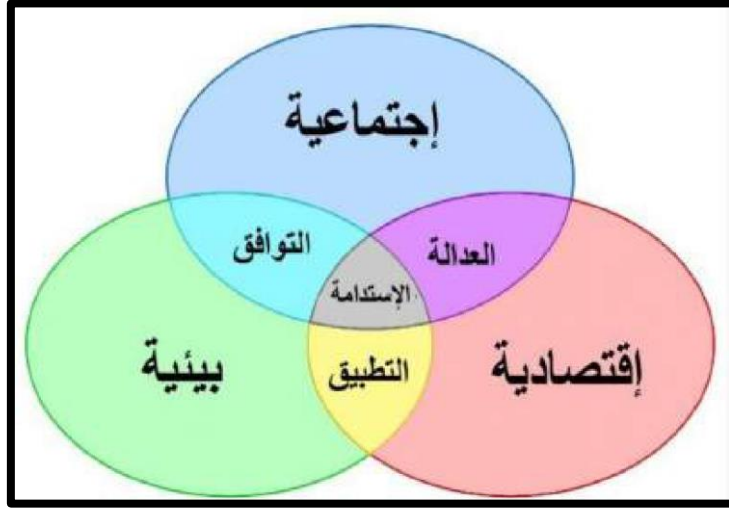 إجتماعية
التوافق
العدالة
الإستدامة
بيئية
التطبيق
إقتصادية